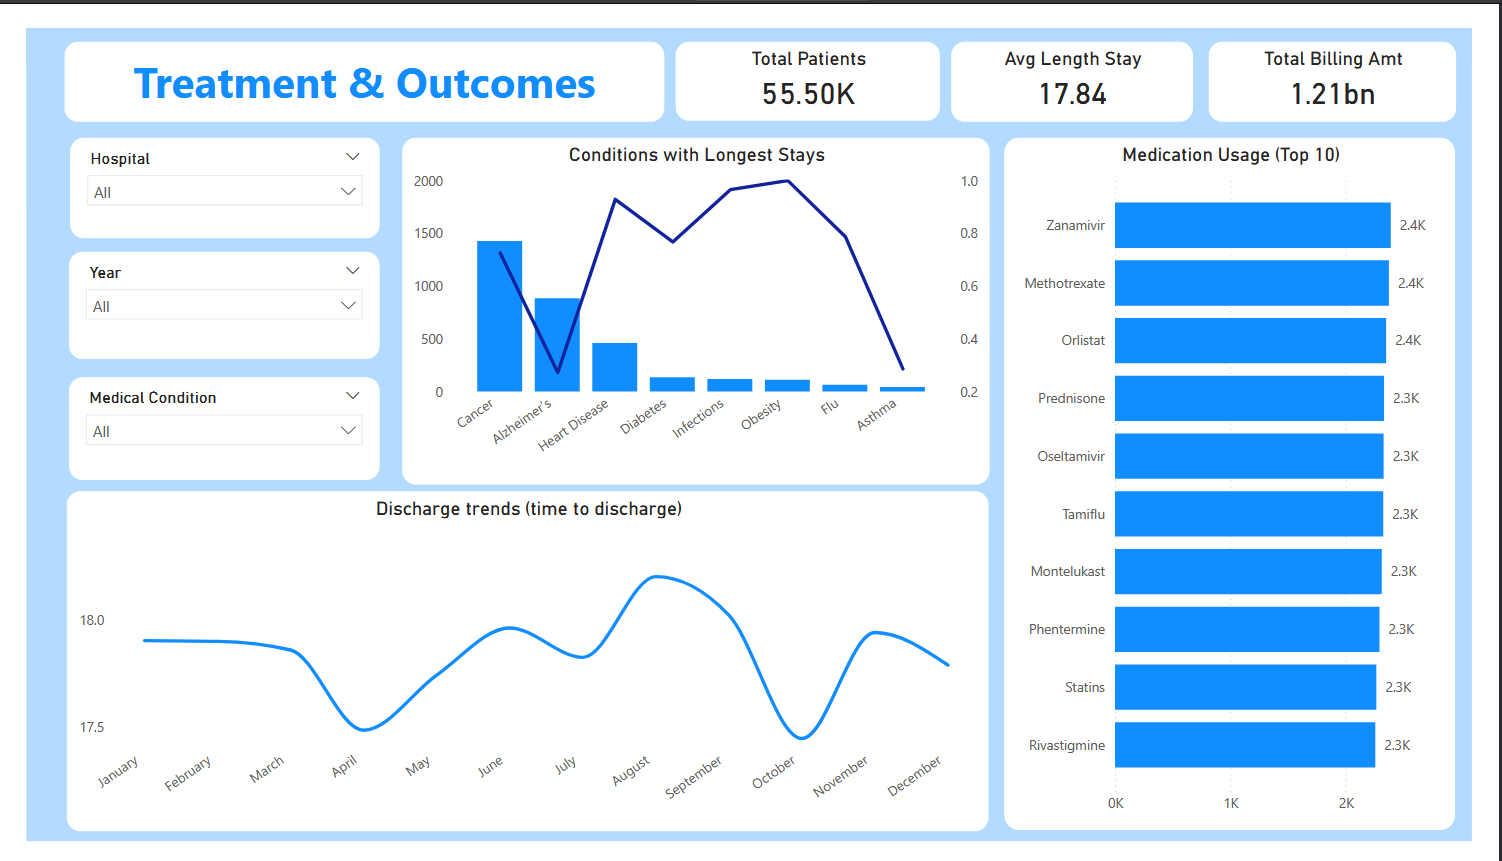 Treatment & Outcomes
Total Patients
55.50K
Avg Length Stay
17.84
Total Billing Amt
1.21bn
Hospital
All
Year
All
Medical Condition
All
Conditions with Longest Stays
2000
1500
1000
500
0
1.0
0.8
0.6
0.4
0.2
Cancer
Alzheimer's
Heart Disease
Diabetes
Infections
Obesity
Flu
Asthma
Medication Usage (Top 10)
Zanamivir 2.4K
Methotrexate 2.4K
Orlistat 2.4K
Prednisone 2.3K
Oseltamivir 2.3K
Tamiflu 2.3K
Montelukast 2.3K
Phentermine 2.3K
Statins 2.3K
Rivastigmine 2.3K
0K 1K 2K
Discharge trends (time to discharge)
18.0
17.5
January
February
March
April
May
June
July
August
September
October
November
December